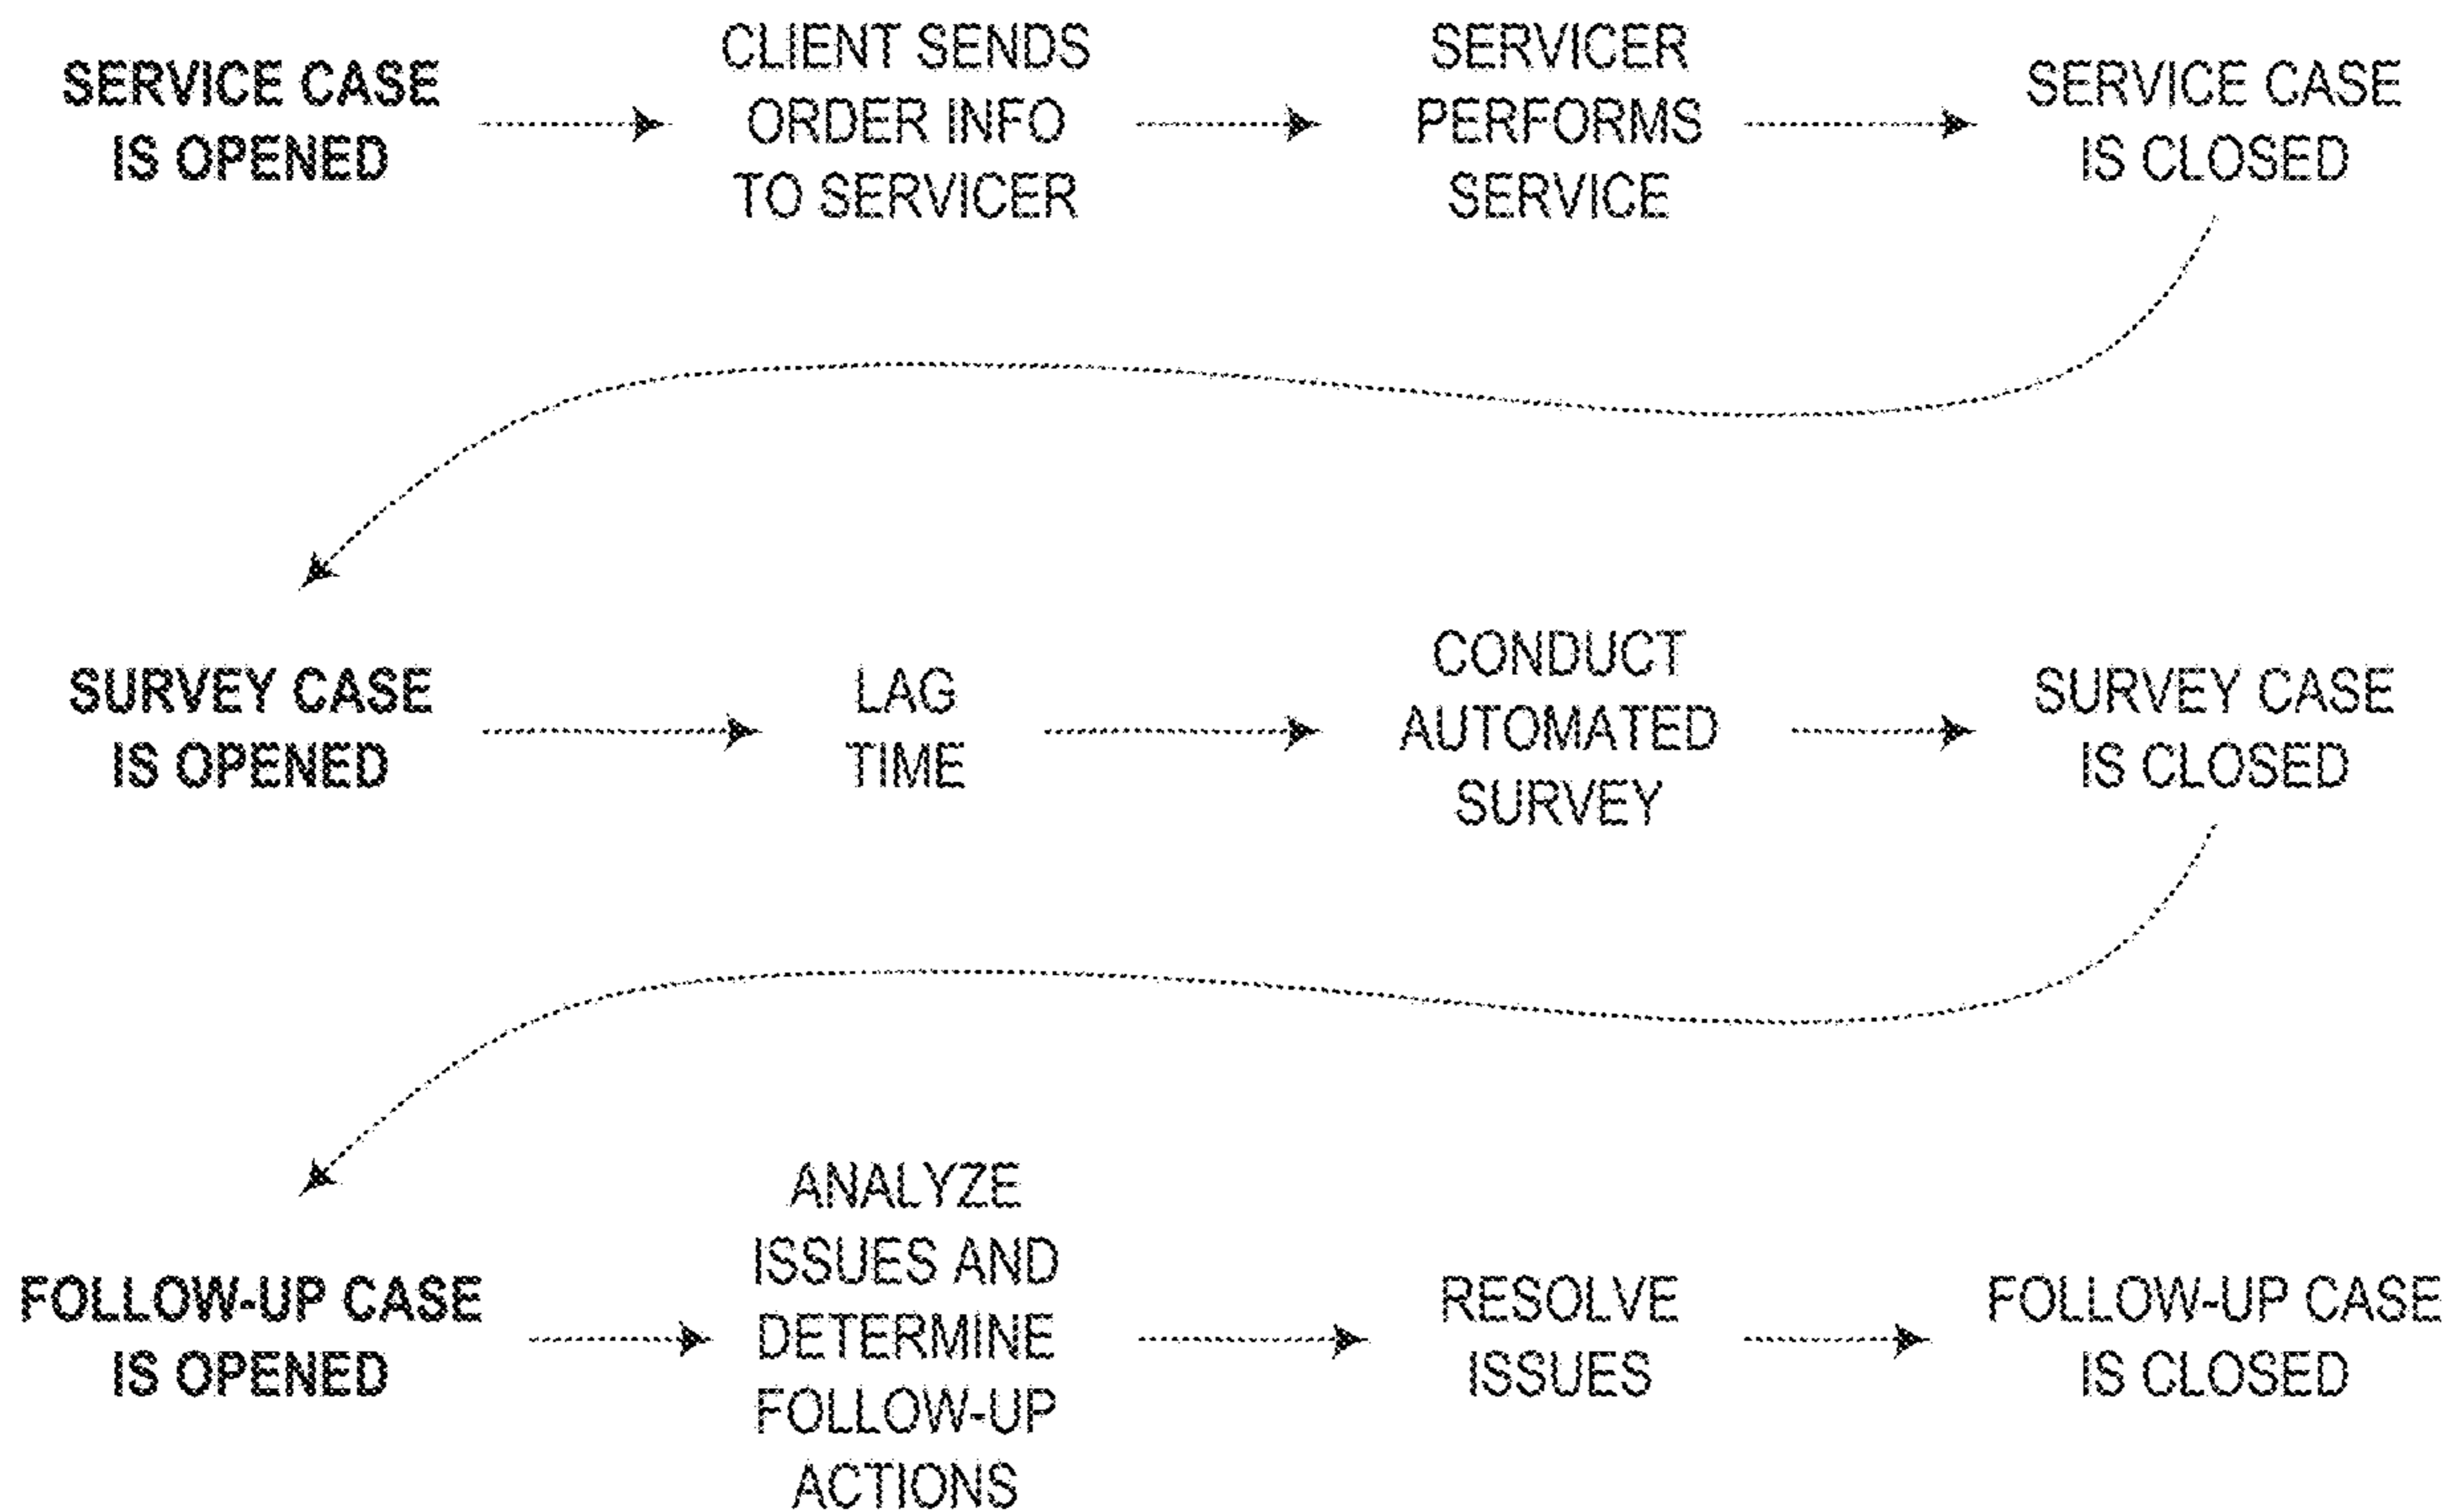 SERVICE CASE
IS OPENED
CLIENT SENDS
ORDER INFO
TO SERVICER
SERVICER
PERFORMS
SERVICE
SERVICE CASE
IS CLOSED
SURVEY CASE
IS OPENED
LAG
TIME
CONDUCT
AUTOMATED
SURVEY
SURVEY CASE
IS CLOSED
FOLLOW-UP CASE
IS OPENED
ANALYZE
ISSUES AND
DETERMINE
FOLLOW-UP
ACTIONS
RESOLVE
ISSUES
FOLLOW-UP CASE
IS CLOSED